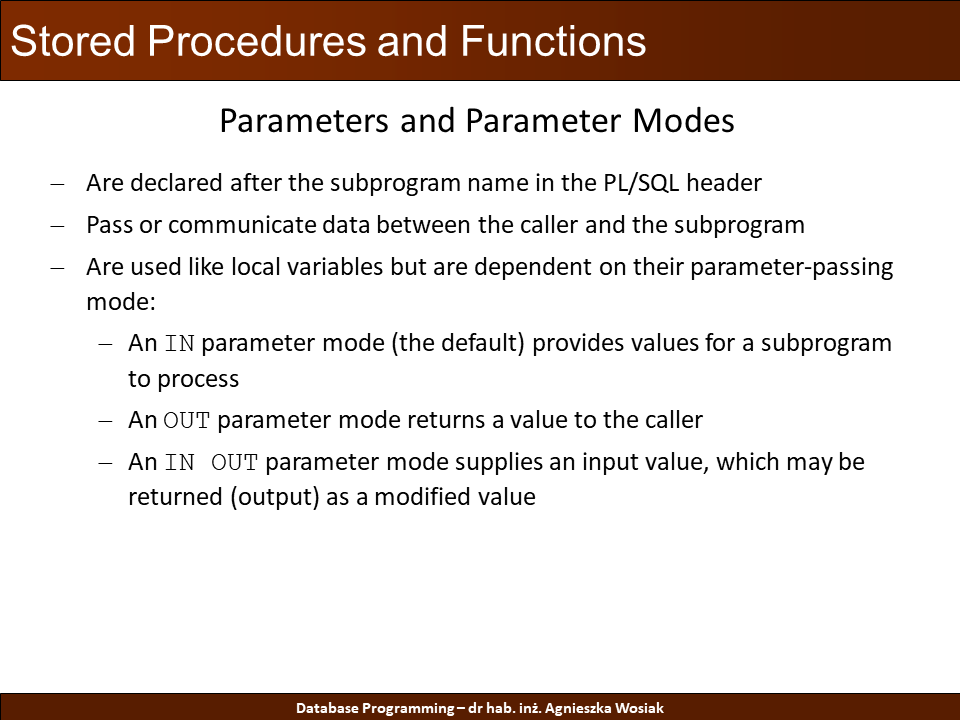 Stored Procedures and Functions
Parameters and Parameter Modes
– Are declared after the subprogram name in the PL/SQL header
– Pass or communicate data between the caller and the subprogram
– Are used like local variables but are dependent on their parameter-passing
mode:
– An IN parameter mode (the default) provides values for a subprogram
to process
– An OUT parameter mode returns a value to the caller
– An IN OUT parameter mode supplies an input value, which may be
returned (output) as a modified value
Database Programming – dr hab. inż. Agnieszka Wosiak